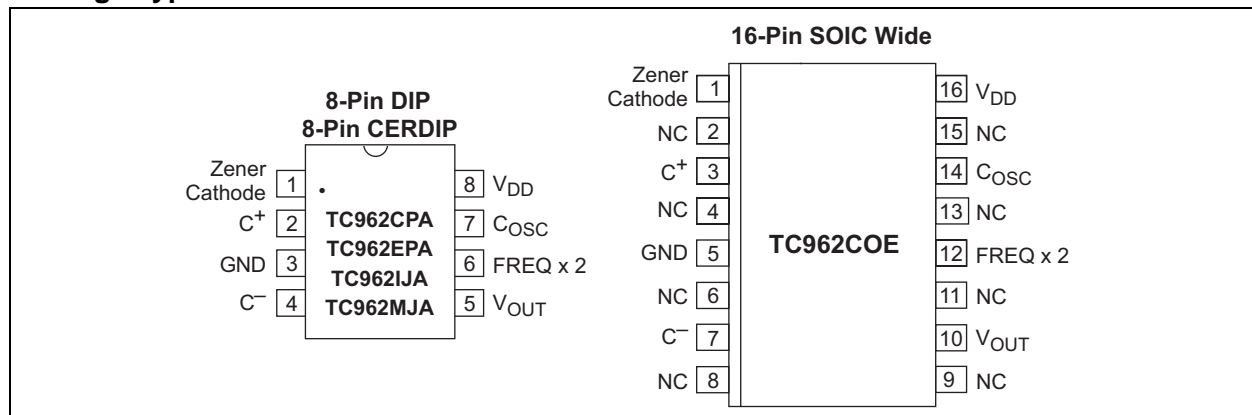 16-Pin SOIC Wide
8-Pin DIP
8-Pin CERDIP
Zener
Cathode
1
C+
2
GND
3
C–
4
TC962CPA
TC962EPA
TC962IJA
TC962MJA
8
VDD
7
COSC
6
FREQ x 2
5
VOUT
Zener
Cathode
1
NC
2
C+
3
NC
4
GND
5
NC
6
C–
7
NC
8
TC962COE
16
VDD
15
NC
14
COSC
13
NC
12
FREQ x 2
11
NC
10
VOUT
9
NC